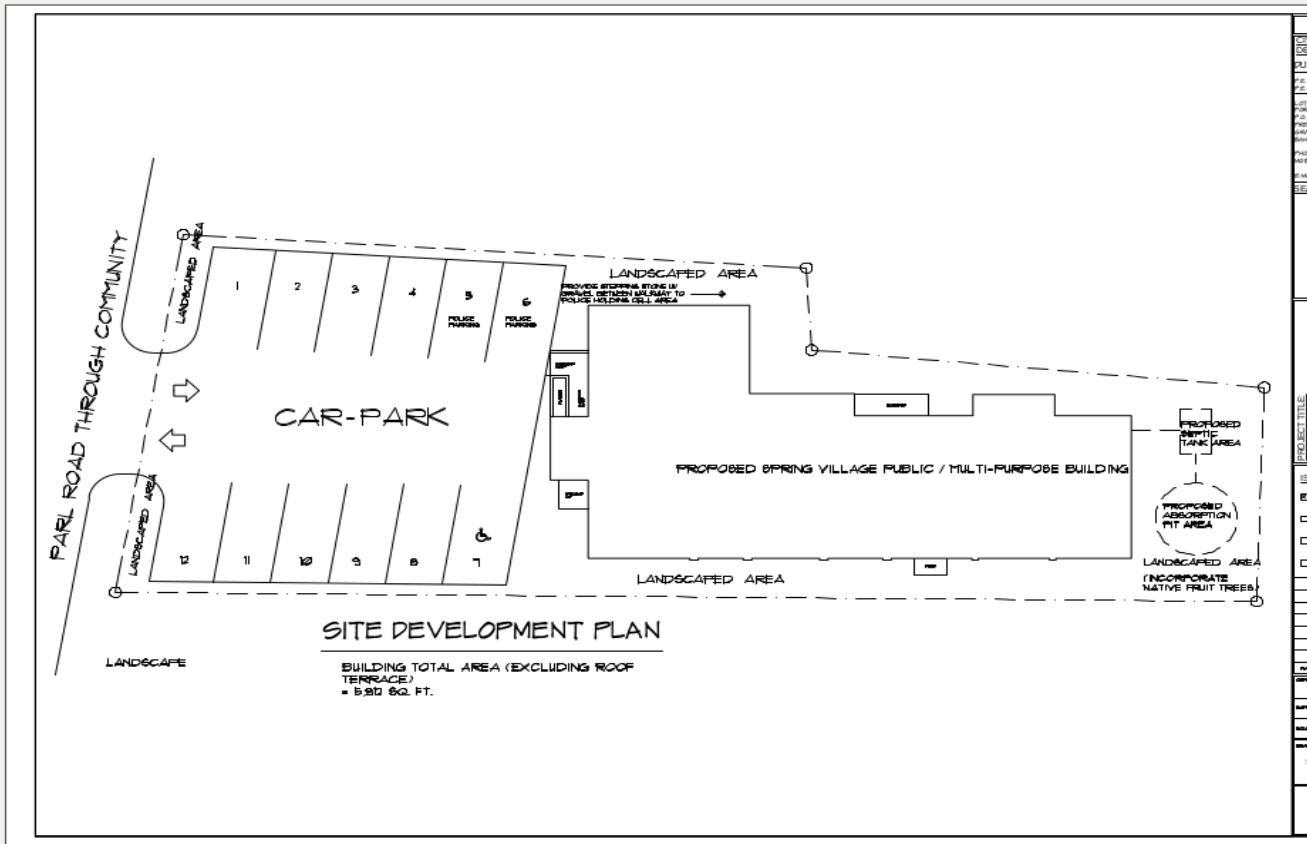 PARL ROAD THROUGH COMMUNITY
LANDSCAPED AREA
1
2
3
4
5
6
POLICE
PARKING
POLICE
PARKING
LANDSCAPED AREA
PROVIDE STEPPING STONE W/
GRAVEL BETWEEN WALKWAY TO
POLICE HOLDING CELL AREA
CAR-PARK
PROPOSED SPRING VILLAGE PUBLIC / MULTI-PURPOSE BUILDING
PROPOSED
SEPTIC
TANK AREA
PROPOSED
ABSORPTION
PIT AREA
LANDSCAPED AREA
(INCORPORATE
NATIVE FRUIT TREES)
LANDSCAPED AREA
12
11
10
9
8
7
LANDSCAPED AREA
SITE DEVELOPMENT PLAN
LANDSCAPE
BUILDING TOTAL AREA (EXCLUDING ROOF
TERRACE)
SQ. FT.
PROJECT TITLE: